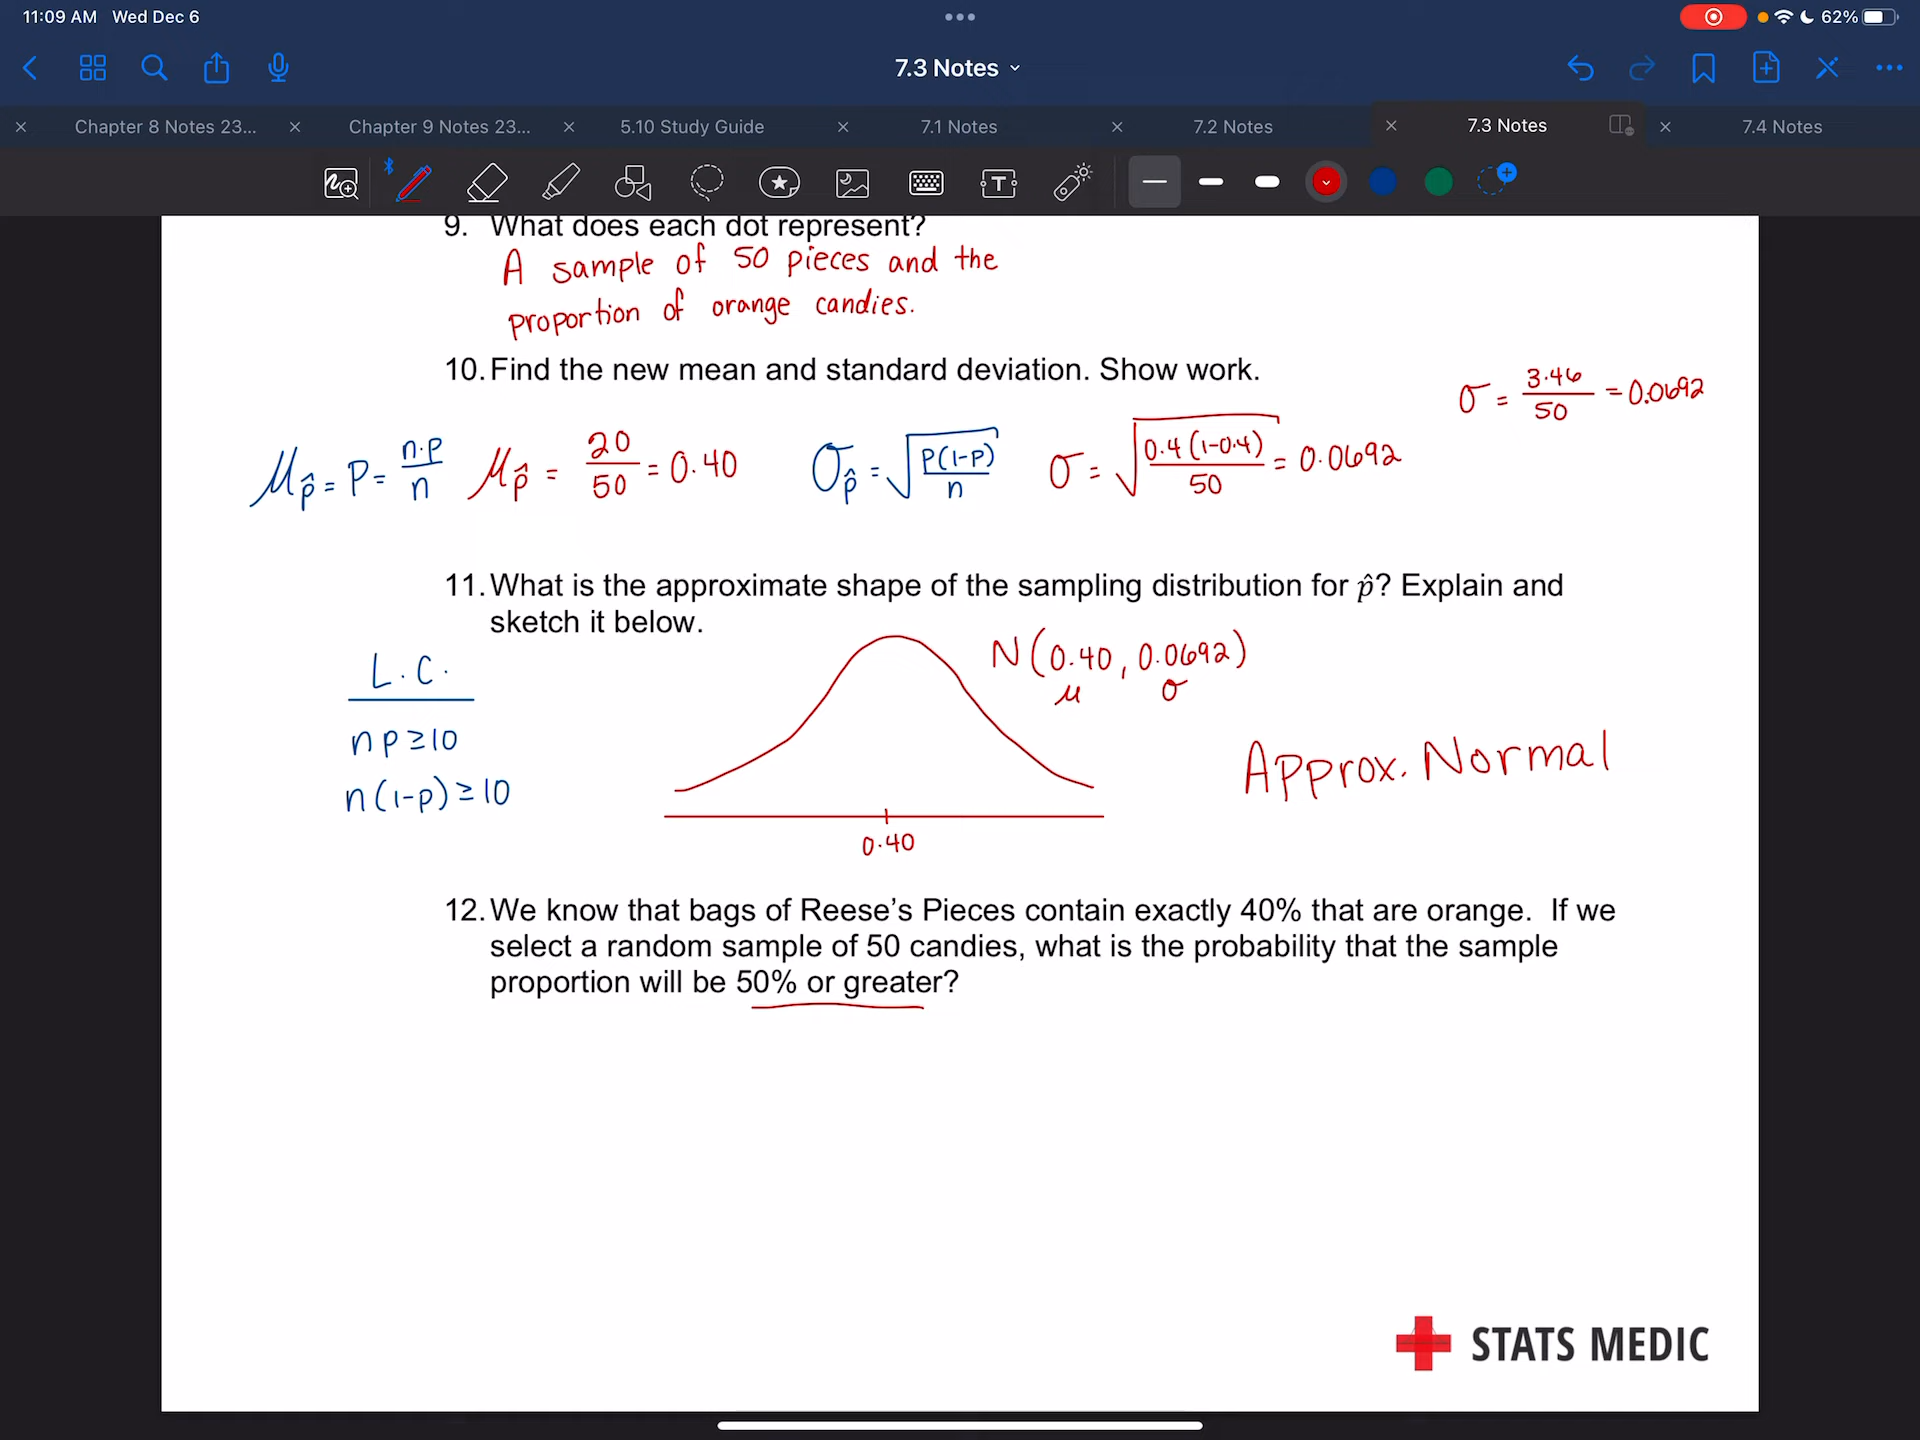 11:09 AM Wed Dec 6
62%
7.3 Notes
Chapter 8 Notes 23...
Chapter 9 Notes 23...
5.10 Study Guide
7.1 Notes
7.2 Notes
7.3 Notes
7.4 Notes
9. What does each dot represent?
A sample of 50 pieces and the
proportion of orange candies.
10. Find the new mean and standard deviation. Show work.
σ = 3.46/50 = 0.0692
μp̂ = p = n·p/n μp̂ = 20/50 = 0.40 σp̂ = √(p(1-p)/n) σ = √(0.4(1-0.4)/50) = 0.0692
11. What is the approximate shape of the sampling distribution for p̂? Explain and
sketch it below.
L.C.
np≥10
n(1-p)≥10
N(0.40, 0.0692)
μ σ
Approx. Normal
0.40
12. We know that bags of Reese’s Pieces contain exactly 40% that are orange. If we
select a random sample of 50 candies, what is the probability that the sample
proportion will be 50% or greater?
STATS MEDIC